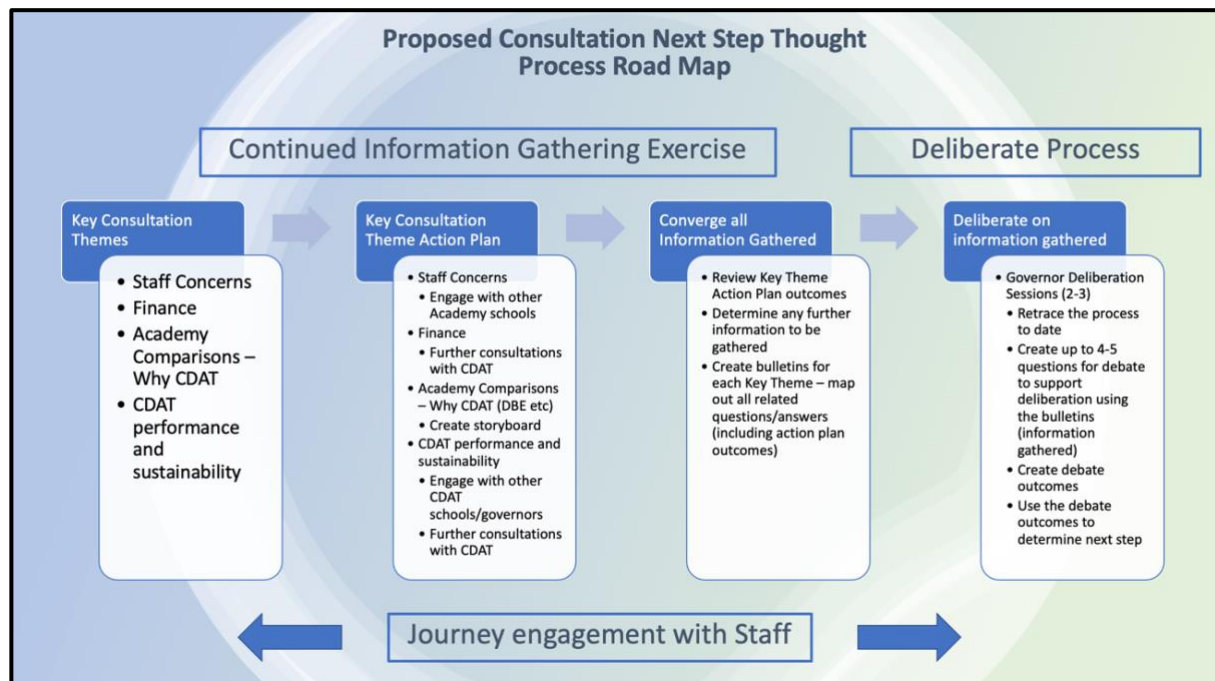 Proposed Consultation Next Step Thought
Process Road Map
Continued Information Gathering Exercise
Deliberate Process
Key Consultation
Themes
• Staff Concerns
• Finance
• Academy
Comparisons –
Why CDAT
• CDAT
performance
and
sustainability
Key Consultation
Theme Action Plan
• Staff Concerns
• Engage with other
Academy schools
• Finance
• Further consultations
with CDAT
• Academy Comparisons
– Why CDAT (DBE etc)
• Create storyboard
• CDAT performance and
sustainability
• Engage with other
CDAT
schools/governors
• Further consultations
with CDAT
Converge all
Information Gathered
• Review Key Theme
Action Plan outcomes
• Determine any further
information to be
gathered
• Create bulletins for
each Key Theme – map
out all related
questions/answers
(including action plan
outcomes)
Deliberate on
information gathered
• Governor Deliberation
Sessions (2-3)
• Retrace the process
to date
• Create up to 4-5
questions for debate
to support
deliberation using
the bulletins
(information
gathered)
• Create debate
outcomes
• Use the debate
outcomes to
determine next step
Journey engagement with Staff